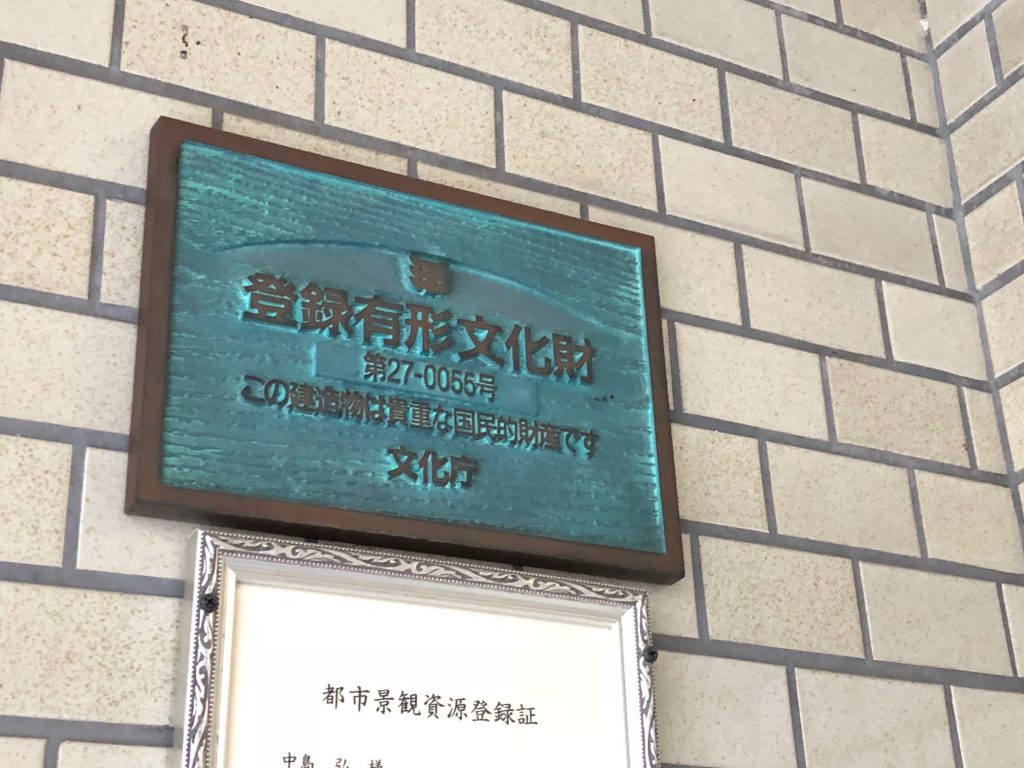 登録有形文化財
第27-0055号
この建造物は貴重な国民的財産です
文化庁
都市景観資源登録証
中島 弘 様